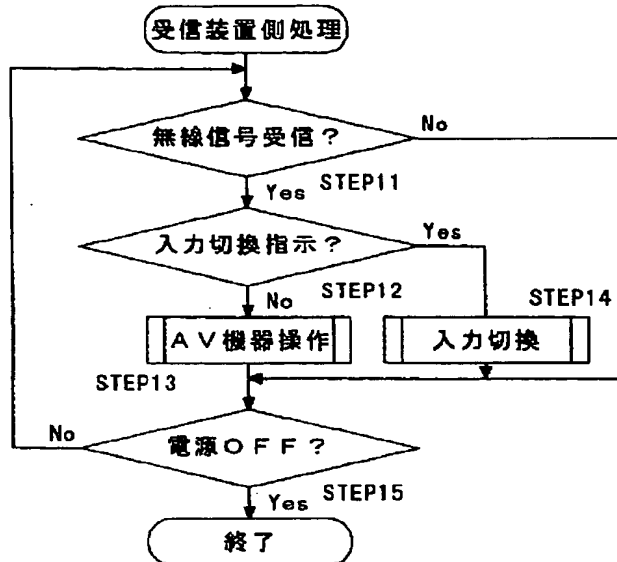 受信装置側処理
無線信号受信？
No
Yes
STEP11
入力切換指示？
Yes
No
STEP12
STEP14
ＡＶ機器操作
入力切換
STEP13
No
電源ＯＦＦ？
Yes
STEP15
終了